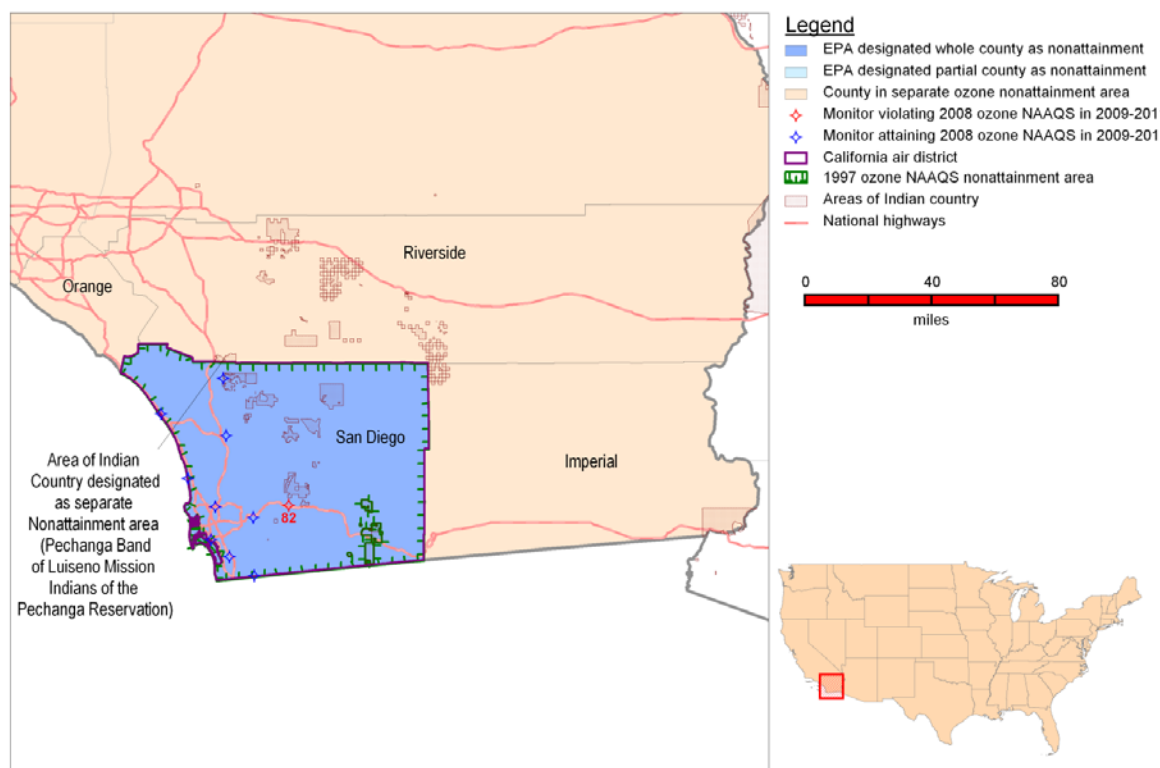 Legend
EPA designated whole county as nonattainment
EPA designated partial county as nonattainment
County in separate ozone nonattainment area
Monitor violating 2008 ozone NAAQS in 2009-201
Monitor attaining 2008 ozone NAAQS in 2009-201
California air district
1997 ozone NAAQS nonattainment area
Areas of Indian country
National highways
0 40 80
miles
Riverside
Orange
San Diego
Imperial
82
Area of Indian
Country designated
as separate
Nonattainment area
(Pechanga Band
of Luiseno Mission
Indians of the
Pechanga Reservation)